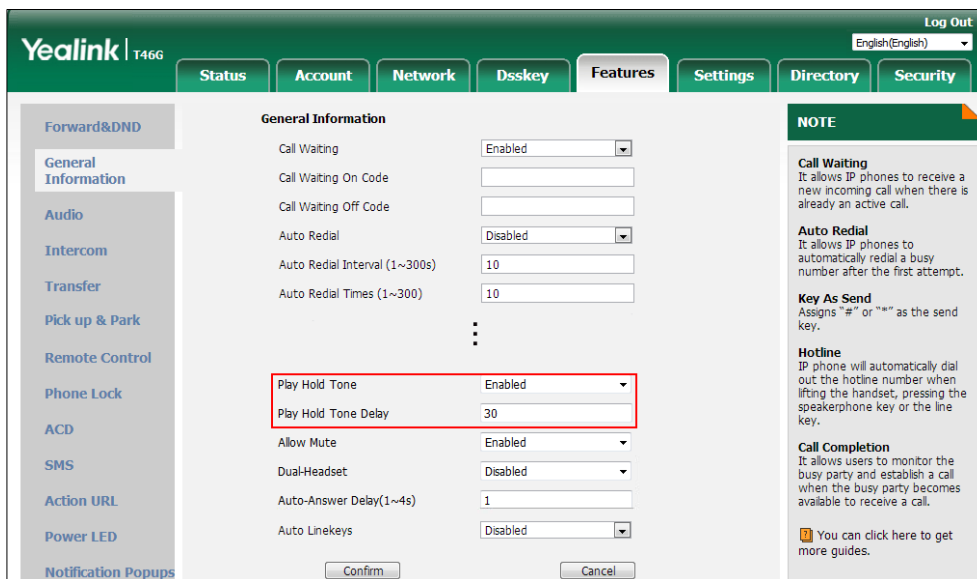 Log Out
Yealink T46G
English(English)
Status Account Network Dsskey Features Settings Directory Security
Forward&DND
General
Information
Audio
Intercom
Transfer
Pick up & Park
Remote Control
Phone Lock
ACD
SMS
Action URL
Power LED
Notification Popups
General Information
Call Waiting Enabled
Call Waiting On Code
Call Waiting Off Code
Auto Redial Disabled
Auto Redial Interval (1~300s) 10
Auto Redial Times (1~300) 10
Play Hold Tone Enabled
Play Hold Tone Delay 30
Allow Mute Enabled
Dual-Headset Disabled
Auto-Answer Delay(1~4s) 1
Auto Linekeys Disabled
Confirm Cancel
NOTE
Call Waiting
It allows IP phones to receive a
new incoming call when there is
already an active call.
Auto Redial
It allows IP phones to
automatically redial a busy
number after the first attempt.
Key As Send
Assigns "#" or "*" as the send
key.
Hotline
IP phone will automatically dial
out the hotline number when
lifting the handset, pressing the
speakerphone key or the line
key.
Call Completion
It allows users to monitor the
busy party and establish a call
when the busy party becomes
available to receive a call.
You can click here to get
more guides.